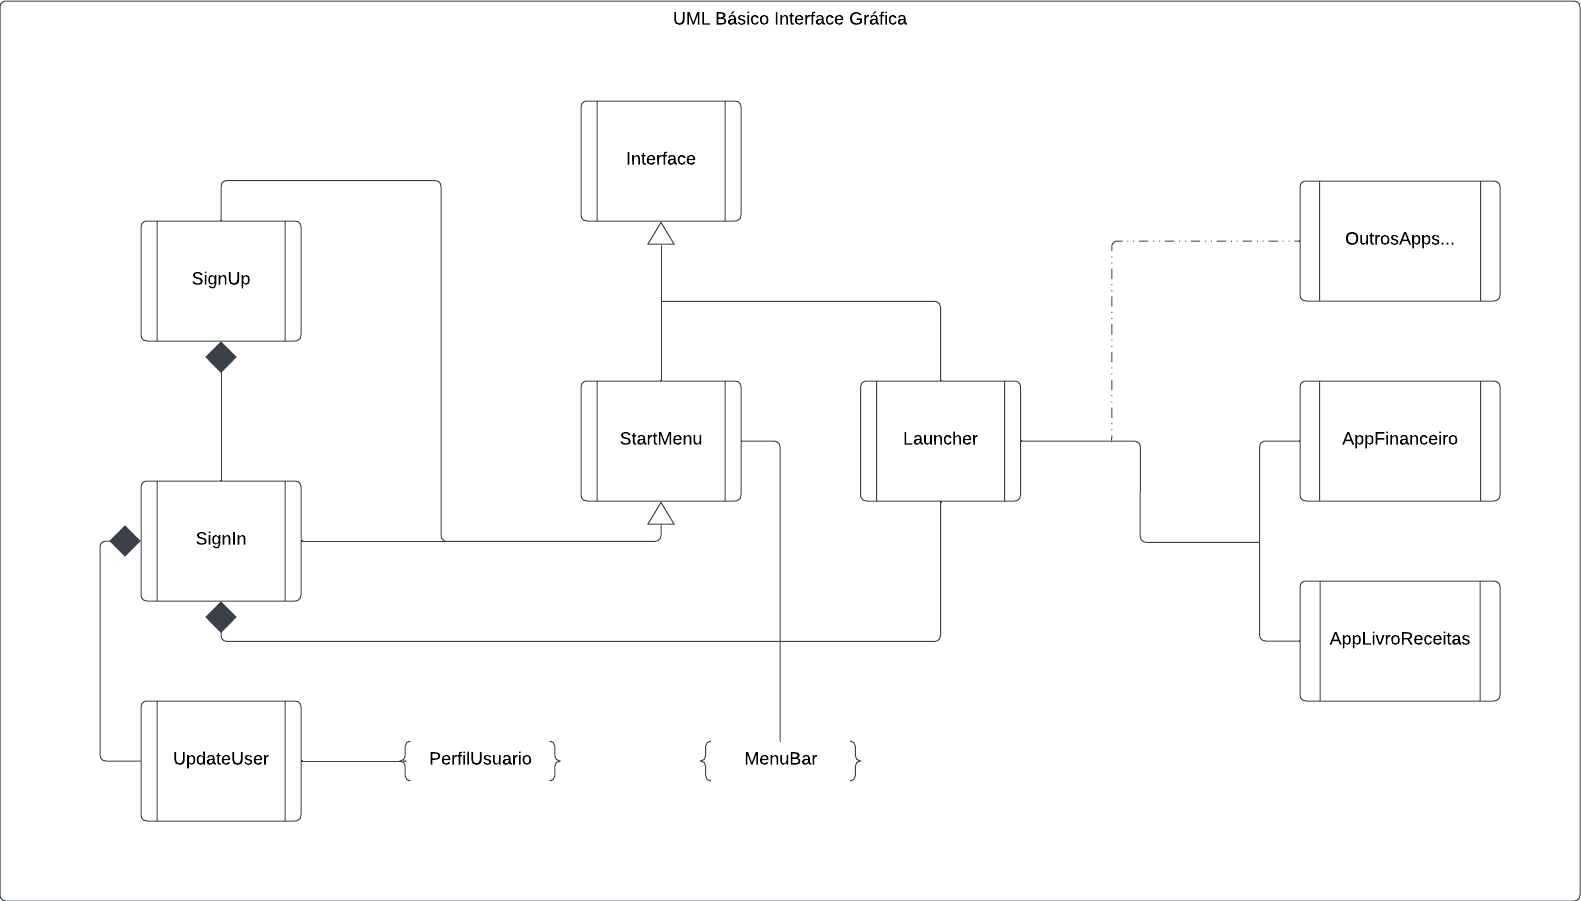 UML Básico Interface Gráfica
Interface
SignUp
OutrosApps...
StartMenu
Launcher
AppFinanceiro
SignIn
AppLivroReceitas
UpdateUser
PerfilUsuario
MenuBar